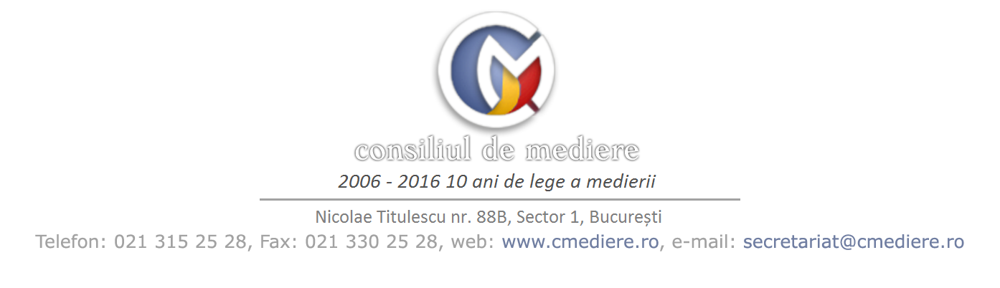 consiliul de mediere
2006 - 2016 10 ani de lege a medierii
Nicolae Titulescu nr. 88B, Sector 1, București
Telefon: 021 315 25 28, Fax: 021 330 25 28, web: www.cmediere.ro, e-mail: secretariat@cmediere.ro